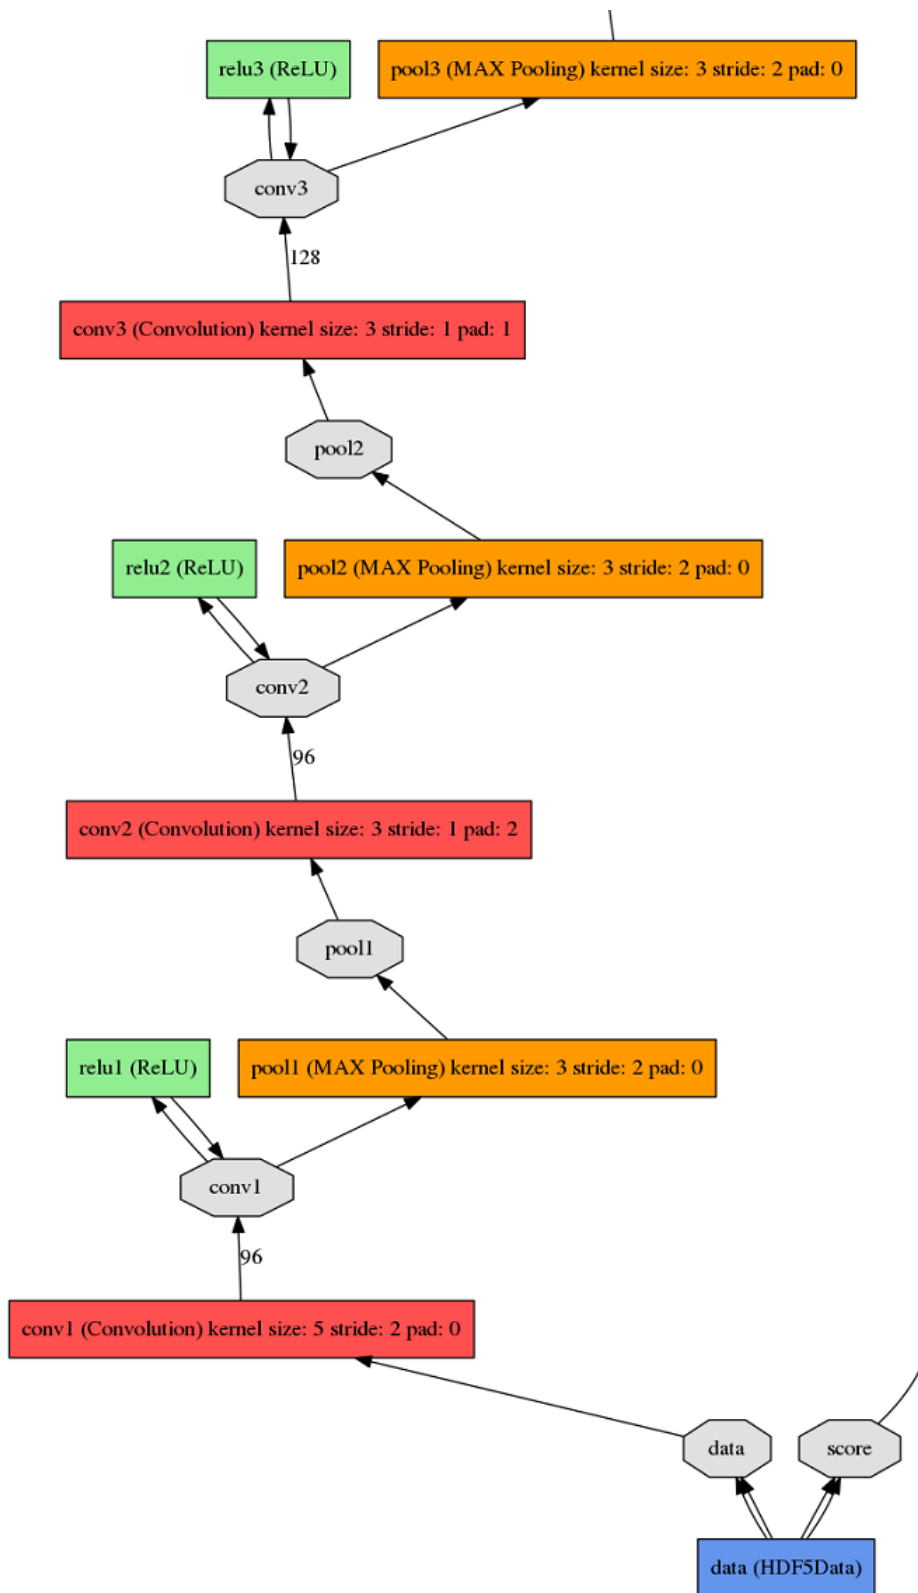 relu3 (ReLU)
pool3 (MAX Pooling) kernel size: 3 stride: 2 pad: 0
conv3
128
conv3 (Convolution) kernel size: 3 stride: 1 pad: 1
pool2
relu2 (ReLU)
pool2 (MAX Pooling) kernel size: 3 stride: 2 pad: 0
conv2
96
conv2 (Convolution) kernel size: 3 stride: 1 pad: 2
pool1
relu1 (ReLU)
pool1 (MAX Pooling) kernel size: 3 stride: 2 pad: 0
conv1
96
conv1 (Convolution) kernel size: 5 stride: 2 pad: 0
data
score
data (HDF5Data)